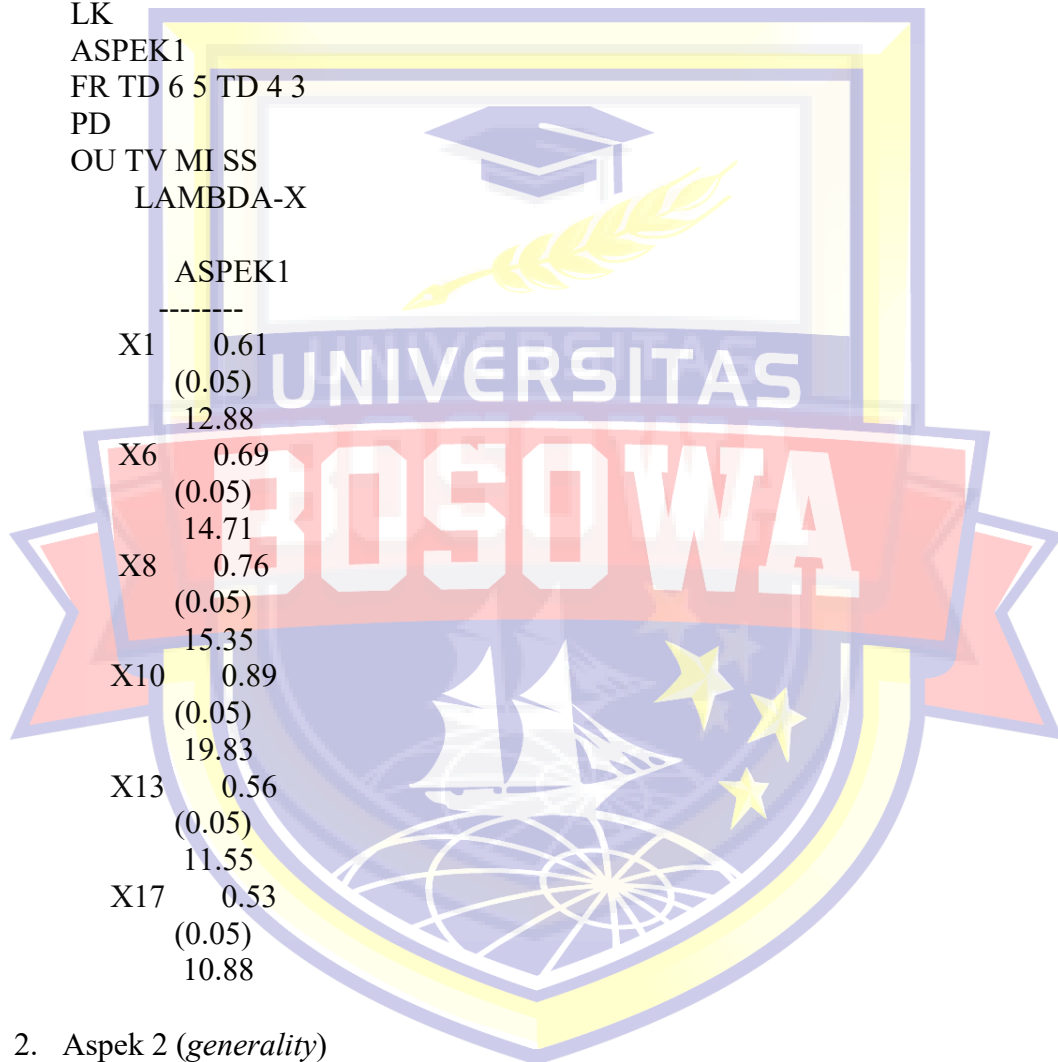 LK
ASPEK1
FR TD 6 5 TD 4 3
PD
OU TV MI SS
LAMBDA-X
ASPEK1
--------
X1 0.61
(0.05)
12.88
X6 0.69
(0.05)
14.71
X8 0.76
(0.05)
15.35
X10 0.89
(0.05)
19.83
X13 0.56
(0.05)
11.55
X17 0.53
(0.05)
10.88
UNIVERSITAS
BOSOWA
2. Aspek 2 (generality)